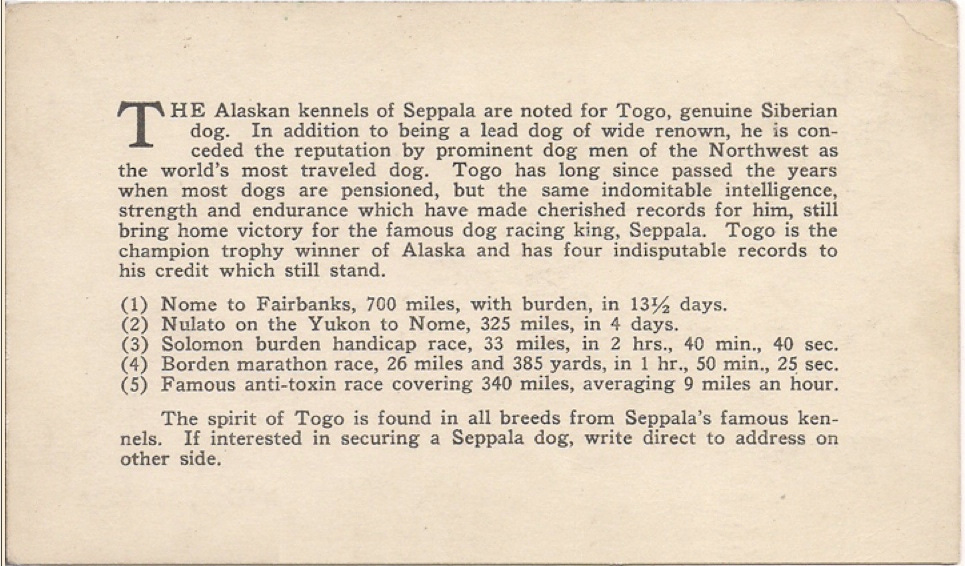 THE Alaskan kennels of Seppala are noted for Togo, genuine Siberian
dog. In addition to being a lead dog of wide renown, he is con-
ceded the reputation by prominent dog men of the Northwest as
the world's most traveled dog. Togo has long since passed the years
when most dogs are pensioned, but the same indomitable intelligence,
strength and endurance which have made cherished records for him, still
bring home victory for the famous dog racing king, Seppala. Togo is the
champion trophy winner of Alaska and has four indisputable records to
his credit which still stand.
(1) Nome to Fairbanks, 700 miles, with burden, in 13½ days.
(2) Nulato on the Yukon to Nome, 325 miles, in 4 days.
(3) Solomon burden handicap race, 33 miles, in 2 hrs., 40 min., 40 sec.
(4) Borden marathon race, 26 miles and 385 yards, in 1 hr., 50 min., 25 sec.
(5) Famous anti-toxin race covering 340 miles, averaging 9 miles an hour.
The spirit of Togo is found in all breeds from Seppala's famous ken-
nels. If interested in securing a Seppala dog, write direct to address on
other side.